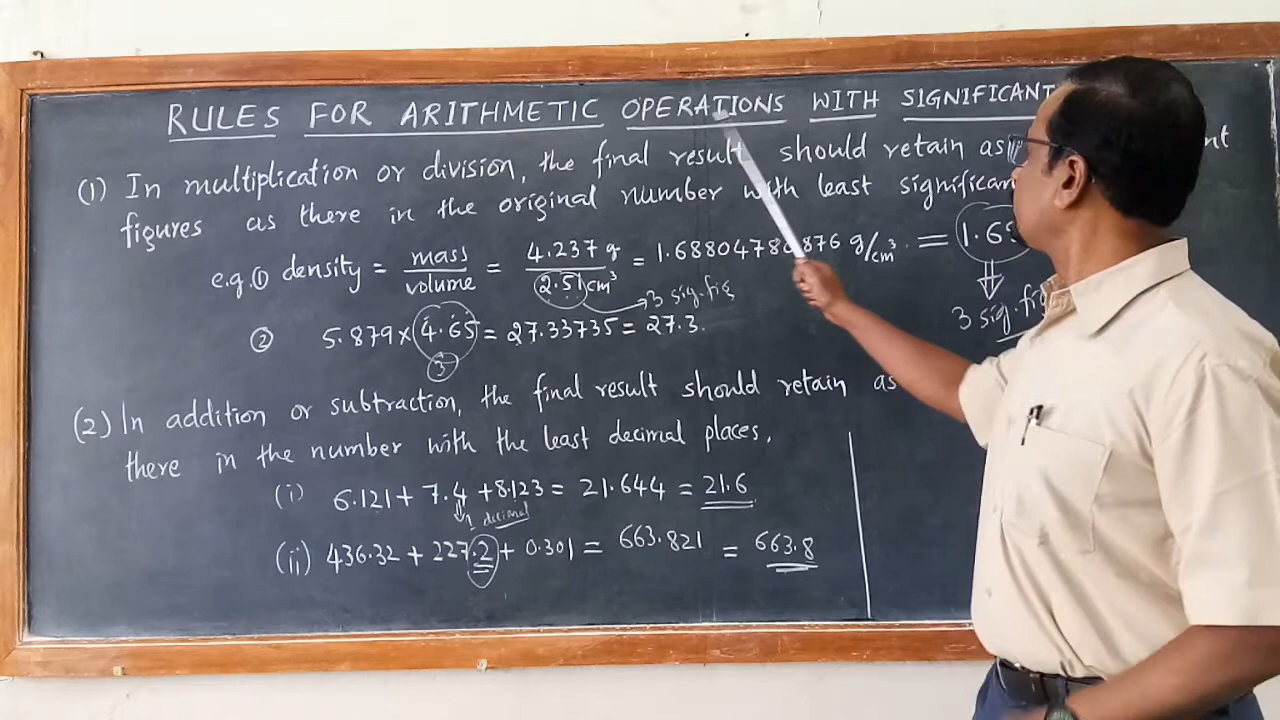 RULES FOR ARITHMETIC OPERATIONS WITH SIGNIFICANT
(1) In multiplication or division, the final result should retain as
figures as there in the original number with least significan
e.g. ① density = mass/volume = 4.237 g/2.51 cm³ = 1.688047808876 g/cm³ = 1.69
3 sig. fig
3 sig. fig
② 5.879 × 4.65 = 27.33735 = 27.3.
3
(2) In addition or subtraction, the final result should retain as
there in the number with the least decimal places.
(i) 6.121 + 7.4 + 8.123 = 21.644 = 21.6
1 decimal
(ii) 436.32 + 227.2 + 0.301 = 663.821 = 663.8